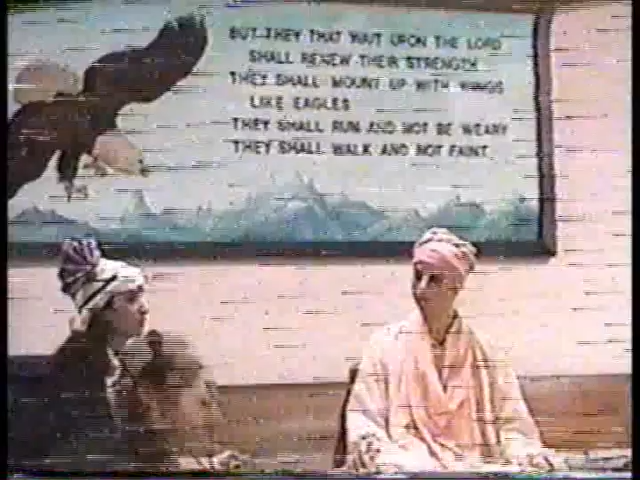 BUT THEY THAT WAIT UPON THE LORD
SHALL RENEW THEIR STRENGTH
THEY SHALL MOUNT UP WITH WINGS
LIKE EAGLES
THEY SHALL RUN AND NOT BE WEARY
THEY SHALL WALK AND NOT FAINT